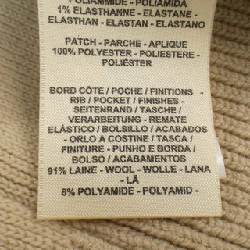 POLIAMMIDE - POLIAMIDA
1% ELASTHANNE - ELASTANE -
ELASTHAN - ELASTAN - ELASTANO
PATCH - PARCHE - APLIQUE
100% POLYESTER - POLIESTERE -
POLIÉSTER
BORD CÔTE / POCHE / FINITIONS -
RIB / POCKET / FINISHES -
SEITENRAND / TASCHE /
VERARBEITUNG - REMATE
ELÁSTICO / BOLSILLO / ACABADOS
- ORLO A COSTINE / TASCA /
FINITURE - PUNHO E BORDA /
BOLSO / ACABAMENTOS
91% LAINE - WOOL - WOLLE - LANA
- LÃ
8% POLYAMIDE - POLYAMID -